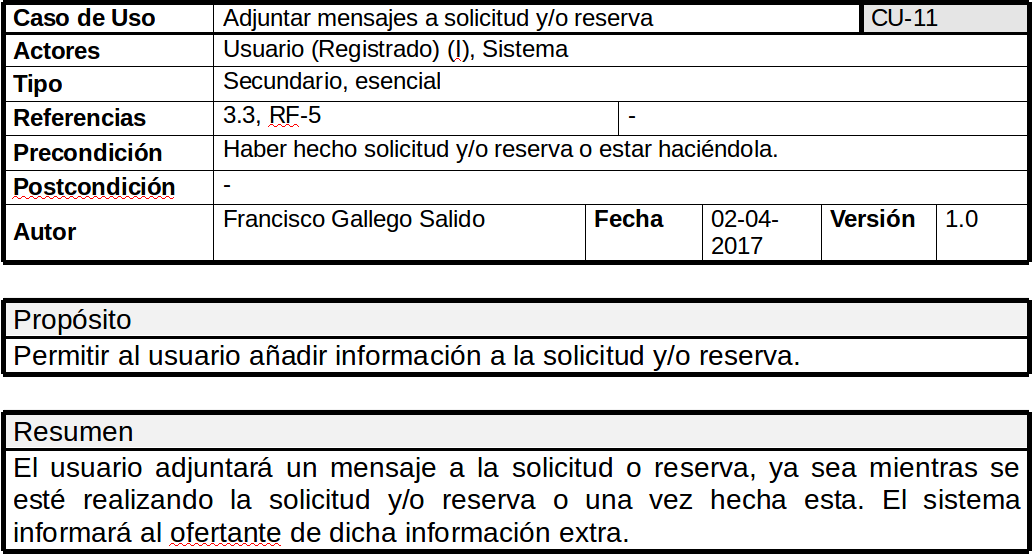 Caso de Uso Adjuntar mensajes a solicitud y/o reserva CU-11
Actores Usuario (Registrado) (I), Sistema
Tipo Secundario, esencial
Referencias 3.3, RF-5 -
Precondición Haber hecho solicitud y/o reserva o estar haciéndola.
Postcondición -
Autor Francisco Gallego Salido Fecha 02-04- Versión 1.0
2017
Propósito
Permitir al usuario añadir información a la solicitud y/o reserva.
Resumen
El usuario adjuntará un mensaje a la solicitud o reserva, ya sea mientras se
esté realizando la solicitud y/o reserva o una vez hecha esta. El sistema
informará al ofertante de dicha información extra.